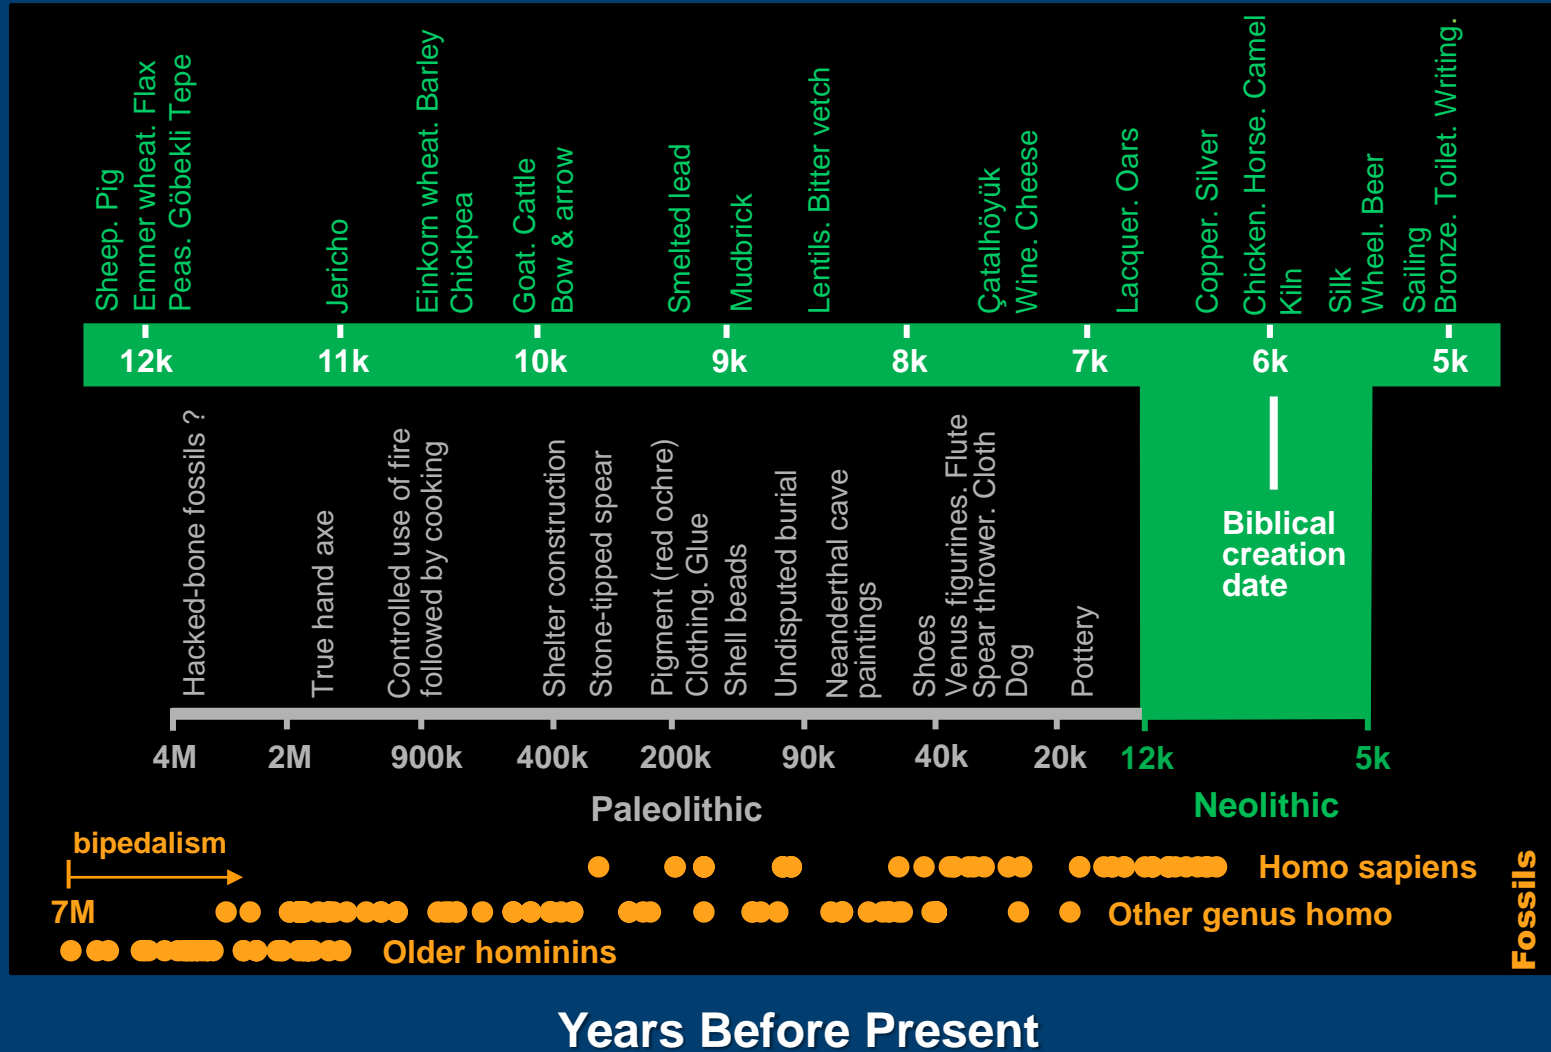 Sheep. Pig
Emmer wheat. Flax
Peas. Göbekli Tepe
Jericho
Einkorn wheat. Barley
Chickpea
Goat. Cattle
Bow & arrow
Smelted lead
Mudbrick
Lentils. Bitter vetch
Çatalhöyük
Wine. Cheese
Lacquer. Oars
Copper. Silver
Chicken. Horse. Camel
Kiln
Silk
Wheel. Beer
Sailing
Bronze. Toilet. Writing.
12k 11k 10k 9k 8k 7k 6k 5k
Biblical
creation
date
Hacked-bone fossils ?
True hand axe
Controlled use of fire
followed by cooking
Shelter construction
Stone-tipped spear
Pigment (red ochre)
Clothing. Glue
Shell beads
Undisputed burial
Neanderthal cave
paintings
Shoes
Venus figurines. Flute
Spear thrower. Cloth
Dog
Pottery
4M 2M 900k 400k 200k 90k 40k 20k 12k 5k
Paleolithic
Neolithic
bipedalism
7M
Homo sapiens
Other genus homo
Older hominins
Fossils
Years Before Present